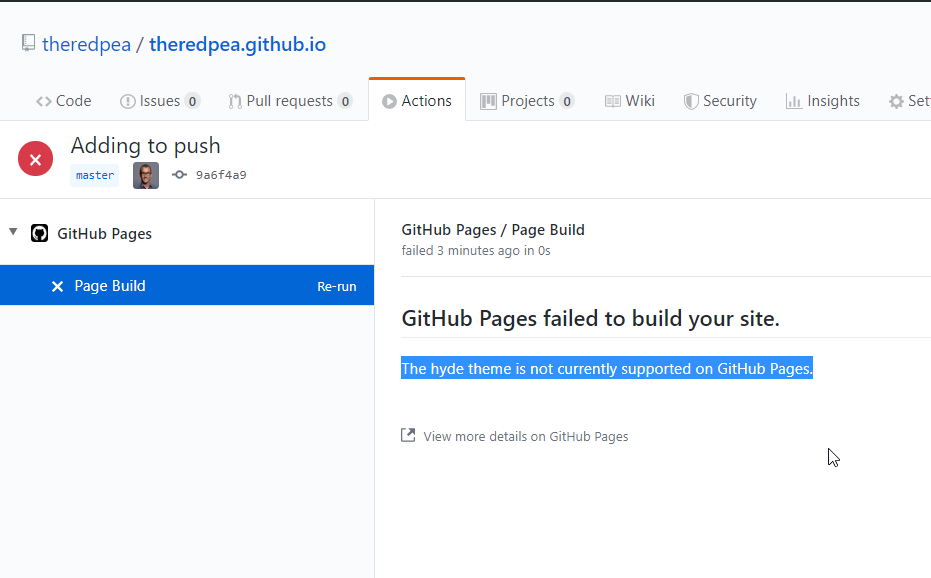 theredpea / theredpea.github.io
Code Issues 0 Pull requests 0 Actions Projects 0 Wiki Security Insights
Adding to push
master 9a6f4a9
GitHub Pages
Page Build Re-run
GitHub Pages / Page Build
failed 3 minutes ago in 0s
GitHub Pages failed to build your site.
The hyde theme is not currently supported on GitHub Pages.
View more details on GitHub Pages